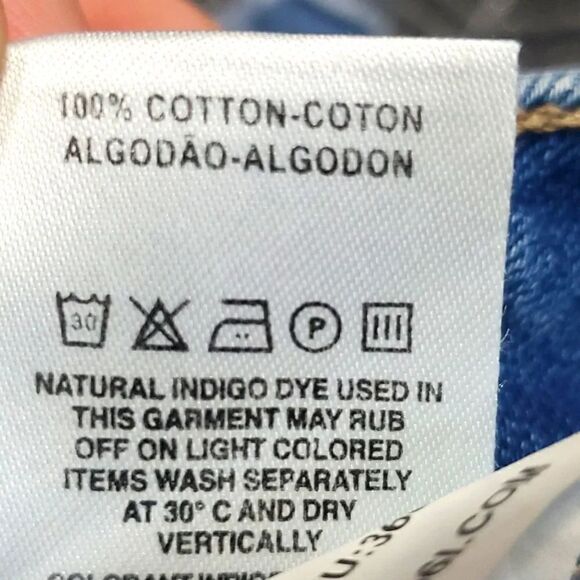 100% COTTON-COTON
ALGODÃO-ALGODON
30 P
NATURAL INDIGO DYE USED IN
THIS GARMENT MAY RUB
OFF ON LIGHT COLORED
ITEMS WASH SEPARATELY
AT 30° C AND DRY
VERTICALLY